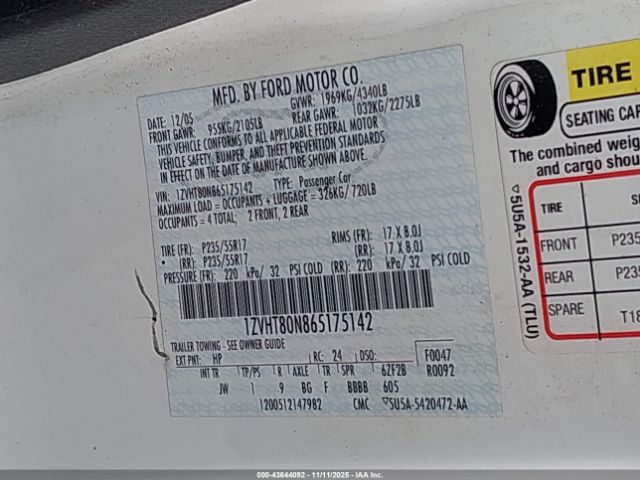 MFD. BY FORD MOTOR CO.
DATE: 12/05 GVWR: 1969KG/4340LB
FRONT GAWR: 955KG/2105LB REAR GAWR: 1032KG/2275LB
THIS VEHICLE CONFORMS TO ALL APPLICABLE FEDERAL MOTOR
VEHICLE SAFETY, BUMPER, AND THEFT PREVENTION STANDARDS
IN EFFECT ON THE DATE OF MANUFACTURE SHOWN ABOVE.
VIN: 1ZVHT80N865175142 TYPE: Passenger Car
MAXIMUM LOAD = OCCUPANTS + LUGGAGE = 326KG/720LB
OCCUPANTS = 4 TOTAL; 2 FRONT, 2 REAR
TIRE (FR): P235/55R17 RIMS (FR): 17 X 8.0J
• (RR): P235/55R17 • (RR): 17 X 8.0J
PRESSURE (FR): 220 kPa/ 32 PSI COLD (RR): 220 kPa/ 32 PSI COLD
1ZVHT80N865175142
TRAILER TOWING - SEE OWNER GUIDE
EXT PNT: HP RC: 24 DSO: F0047
INT TR TP/PS R AXLE TR SPR 6ZF2B R0092
JW 1 9 BG F BBBB 605
1200512147982 CMC 5U5A-5420472-AA
TIRE
SEATING CAP
The combined weig
and cargo shou
5U5A-1532-AA (TLU)
TIRE SI
FRONT P235
REAR P235
SPARE T18
000-43644092 - 11/11/2025 - IAA Inc.